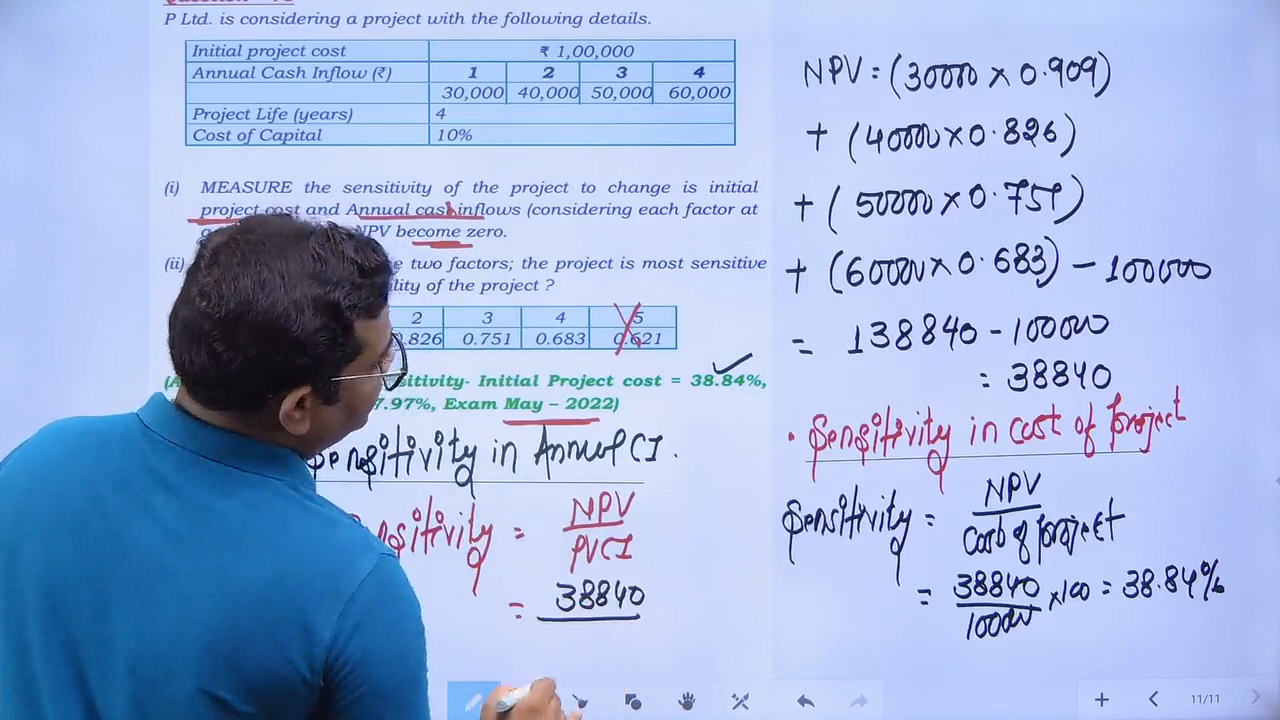 P Ltd. is considering a project with the following details.
Initial project cost ₹ 1,00,000
Annual Cash Inflow (₹) 1 2 3 4
30,000 40,000 50,000 60,000
Project Life (years) 4
Cost of Capital 10%
(i) MEASURE the sensitivity of the project to change is initial
project cost and Annual cash inflows (considering each factor at
NPV become zero.
(ii) two factors; the project is most sensitive
of the project ?
2 3 4 5
0.751 0.683 0.621
Initial Project cost = 38.84%,
Exam May – 2022)
Sensitivity in Annual CI.
Sensitivity = NPV
PVCI
= 38840
NPV = (30000 × 0.909)
+ (40000 × 0.826)
+ (50000 × 0.751)
+ (60000 × 0.683) - 100000
= 138840 - 100000
= 38840
• Sensitivity in cost of project
Sensitivity = NPV
Cost of project
= 38840 × 100 = 38.84%
100000
11/11